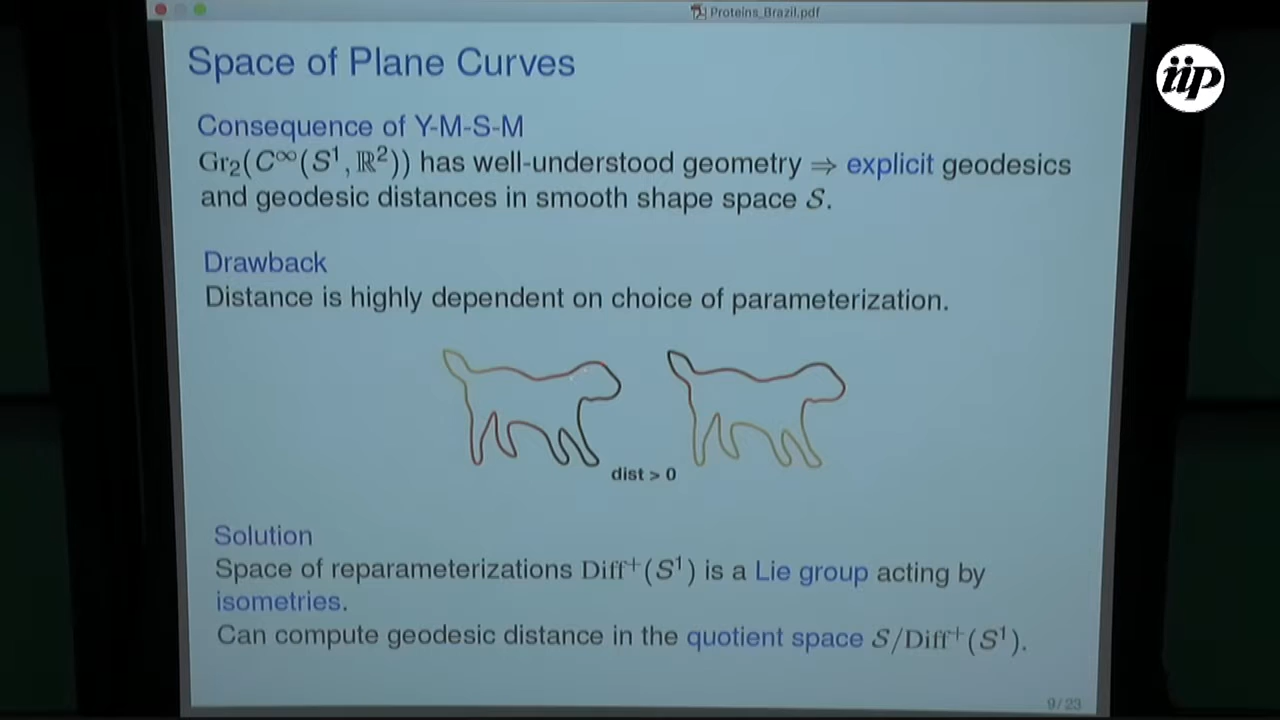 Proteins_Brazil.pdf
iip
Space of Plane Curves
Consequence of Y-M-S-M
Gr₂(C^∞(S¹, ℝ²)) has well-understood geometry ⇒ explicit geodesics
and geodesic distances in smooth shape space 𝒮.
Drawback
Distance is highly dependent on choice of parameterization.
dist > 0
Solution
Space of reparameterizations Diff⁺(S¹) is a Lie group acting by
isometries.
Can compute geodesic distance in the quotient space 𝒮/Diff⁺(S¹).
9/23